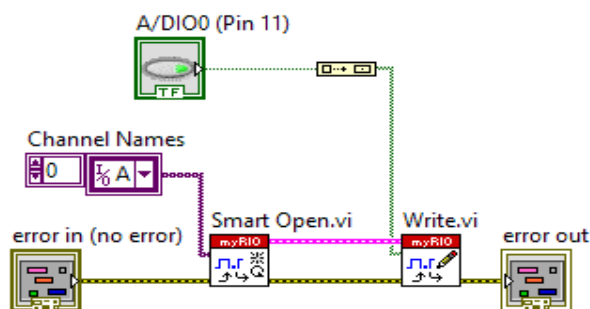 A/DIO0 (Pin 11)
TF
Channel Names
0
I/O A
Smart Open.vi
Write.vi
error in (no error)
myRIO
myRIO
error out